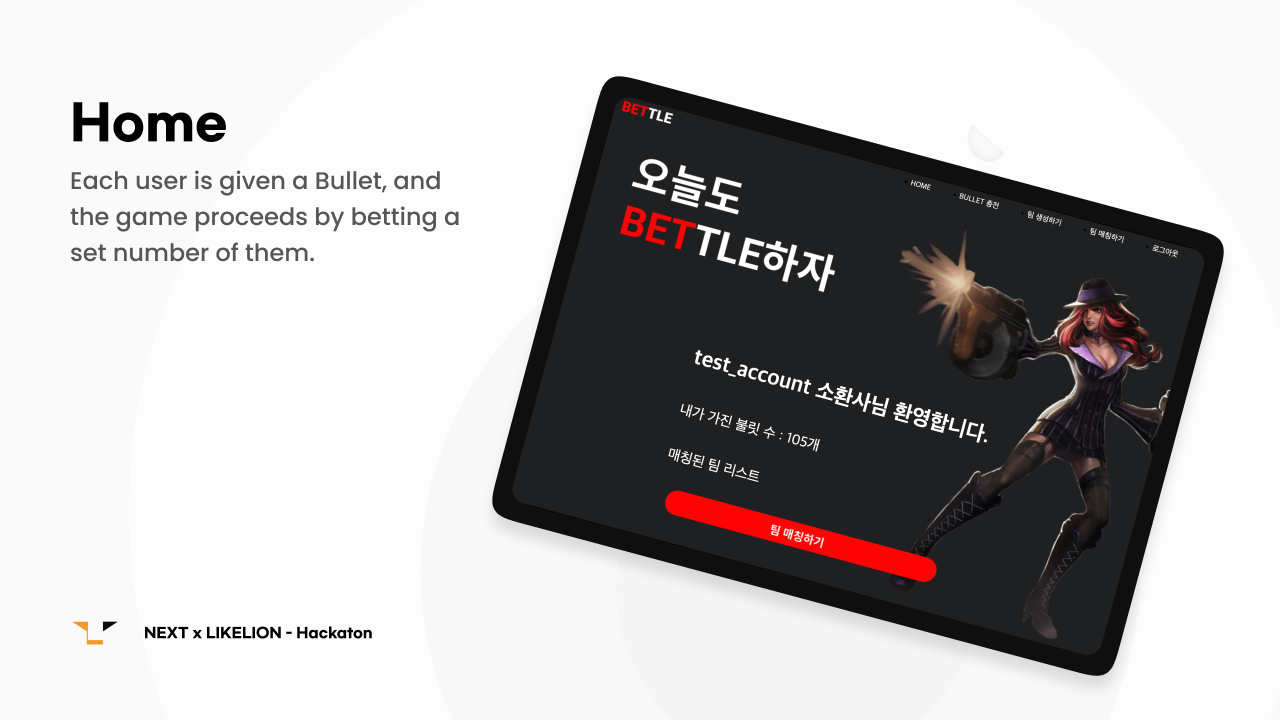 Home
Each user is given a Bullet, and
the game proceeds by betting a
set number of them.
BETTLE
HOME
BULLET 충전
팀 생성하기
팀 매칭하기
로그아웃
오늘도
BETTLE하자
test_account 소환사님 환영합니다.
내가 가진 불릿 수 : 105개
매칭된 팀 리스트
팀 매칭하기
NEXT x LIKELION - Hackaton